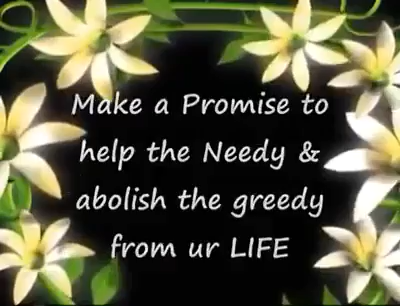 Make a Promise to
help the Needy &
abolish the greedy
from ur LIFE